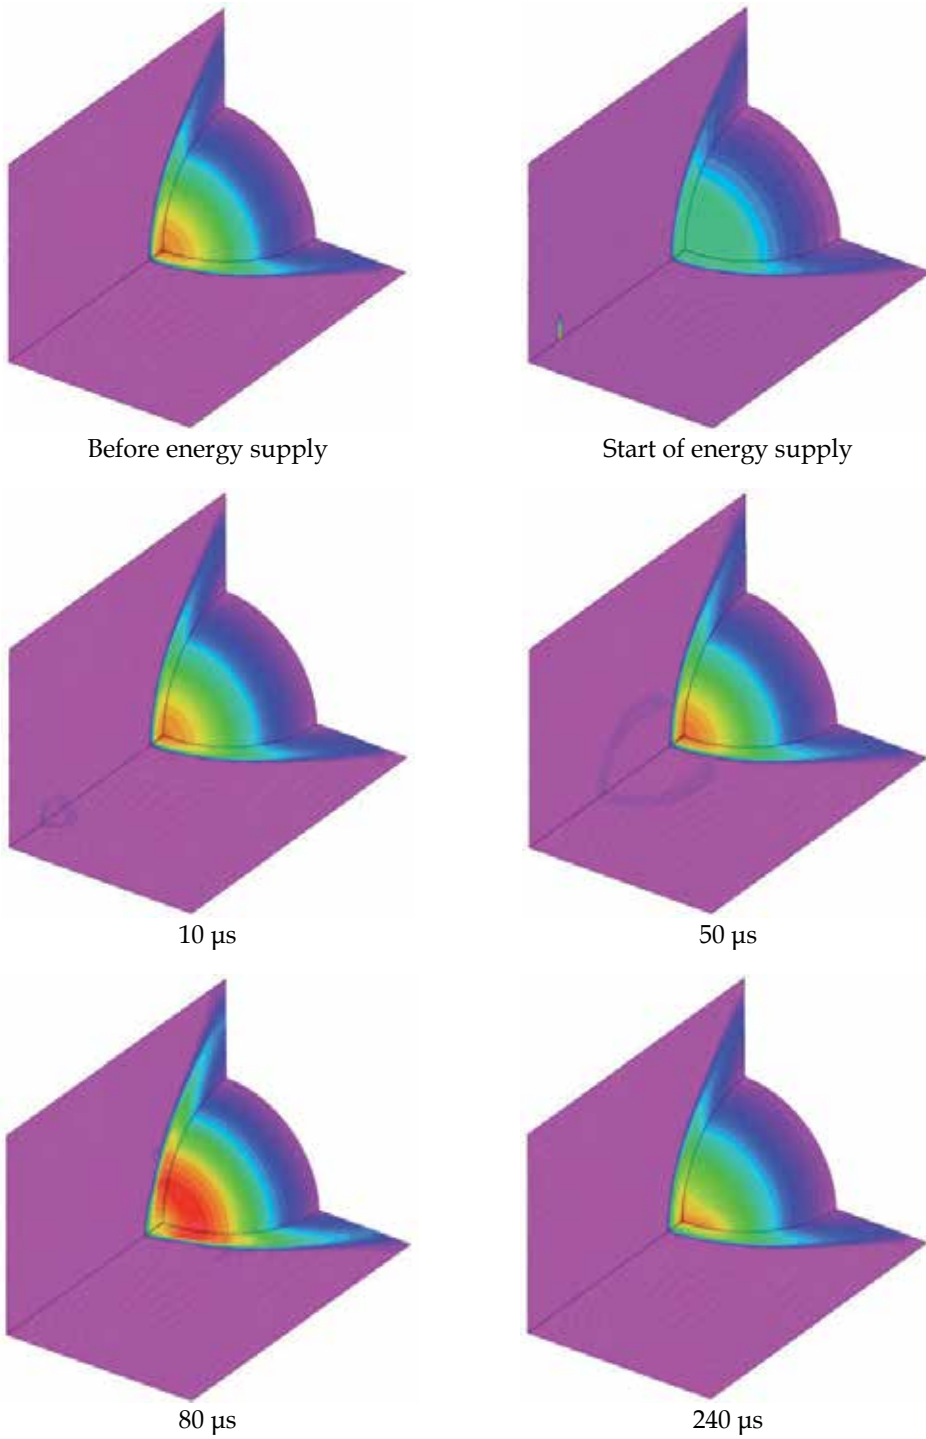 Before energy supply
Start of energy supply
10 μs
50 μs
80 μs
240 μs